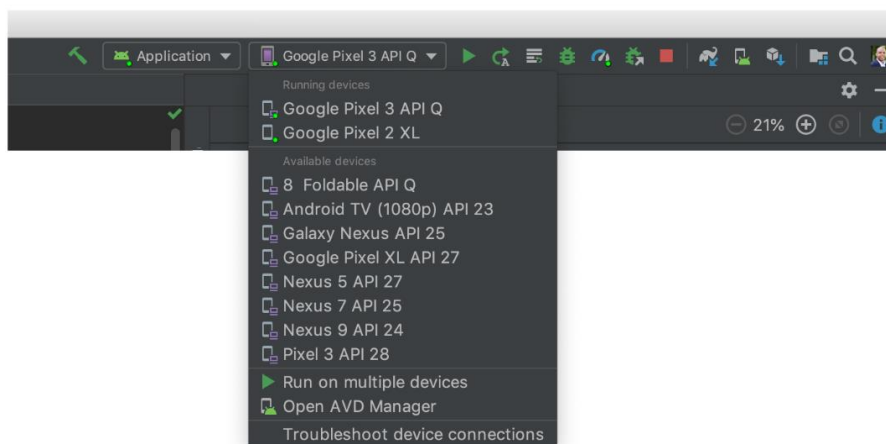 Application
Google Pixel 3 API Q
Running devices
Google Pixel 3 API Q
Google Pixel 2 XL
21%
Available devices
8  Foldable API Q
Android TV (1080p) API 23
Galaxy Nexus API 25
Google Pixel XL API 27
Nexus 5 API 27
Nexus 7 API 25
Nexus 9 API 24
Pixel 3 API 28
Run on multiple devices
Open AVD Manager
Troubleshoot device connections